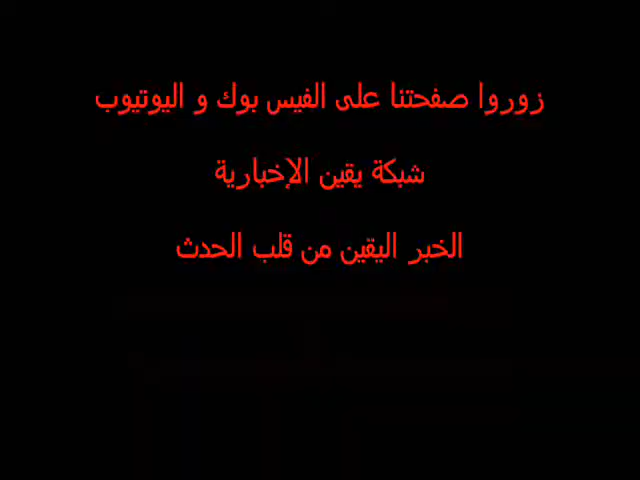 زوروا صفحتنا على الفيس بوك و اليوتيوب
شبكة يقين الإخبارية
الخبر اليقين من قلب الحدث